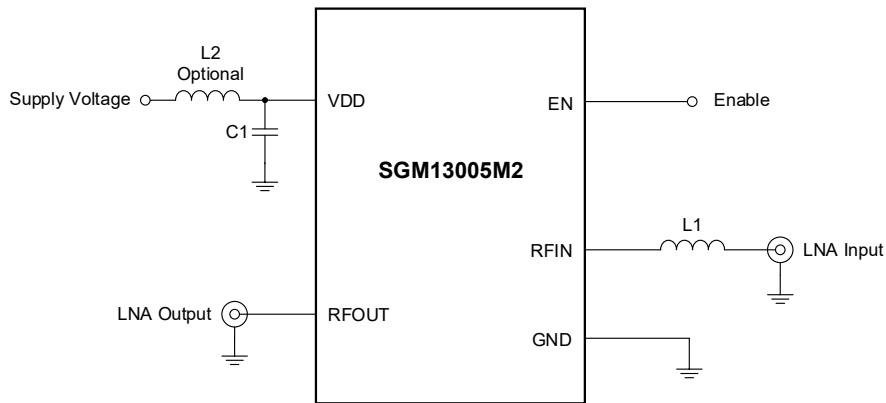 L2
Optional
Supply Voltage
VDD
C1
EN
Enable
SGM13005M2
L1
RFIN
LNA Input
LNA Output
RFOUT
GND